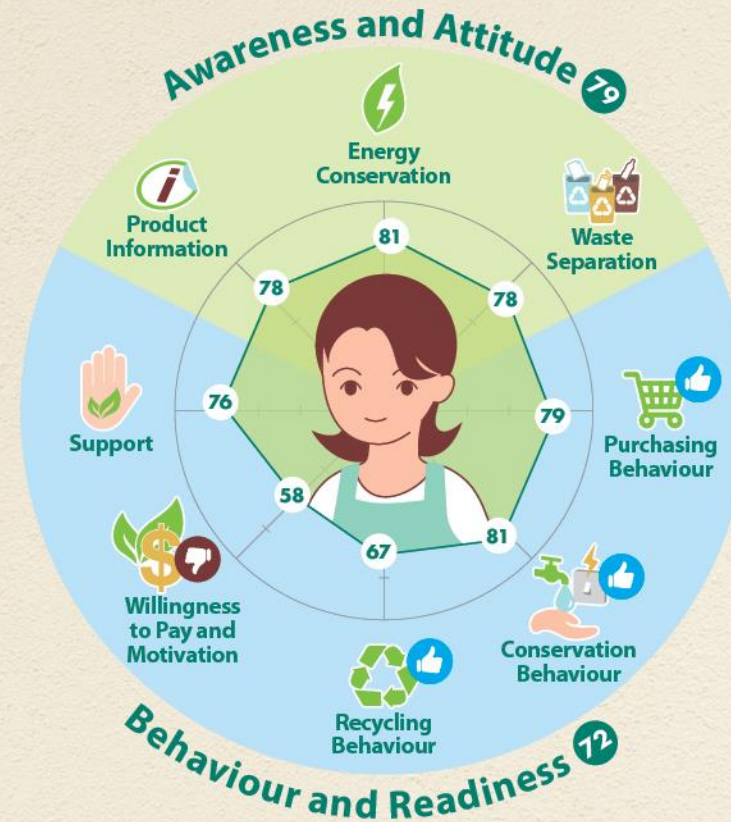 Awareness and Attitude 79
Energy
Conservation
Product
Information
Waste
Separation
81
78
78
76
79
Support
Purchasing
Behaviour
58
67
81
Willingness
to Pay and
Motivation
$
Conservation
Behaviour
Recycling
Behaviour
Behaviour and Readiness 72